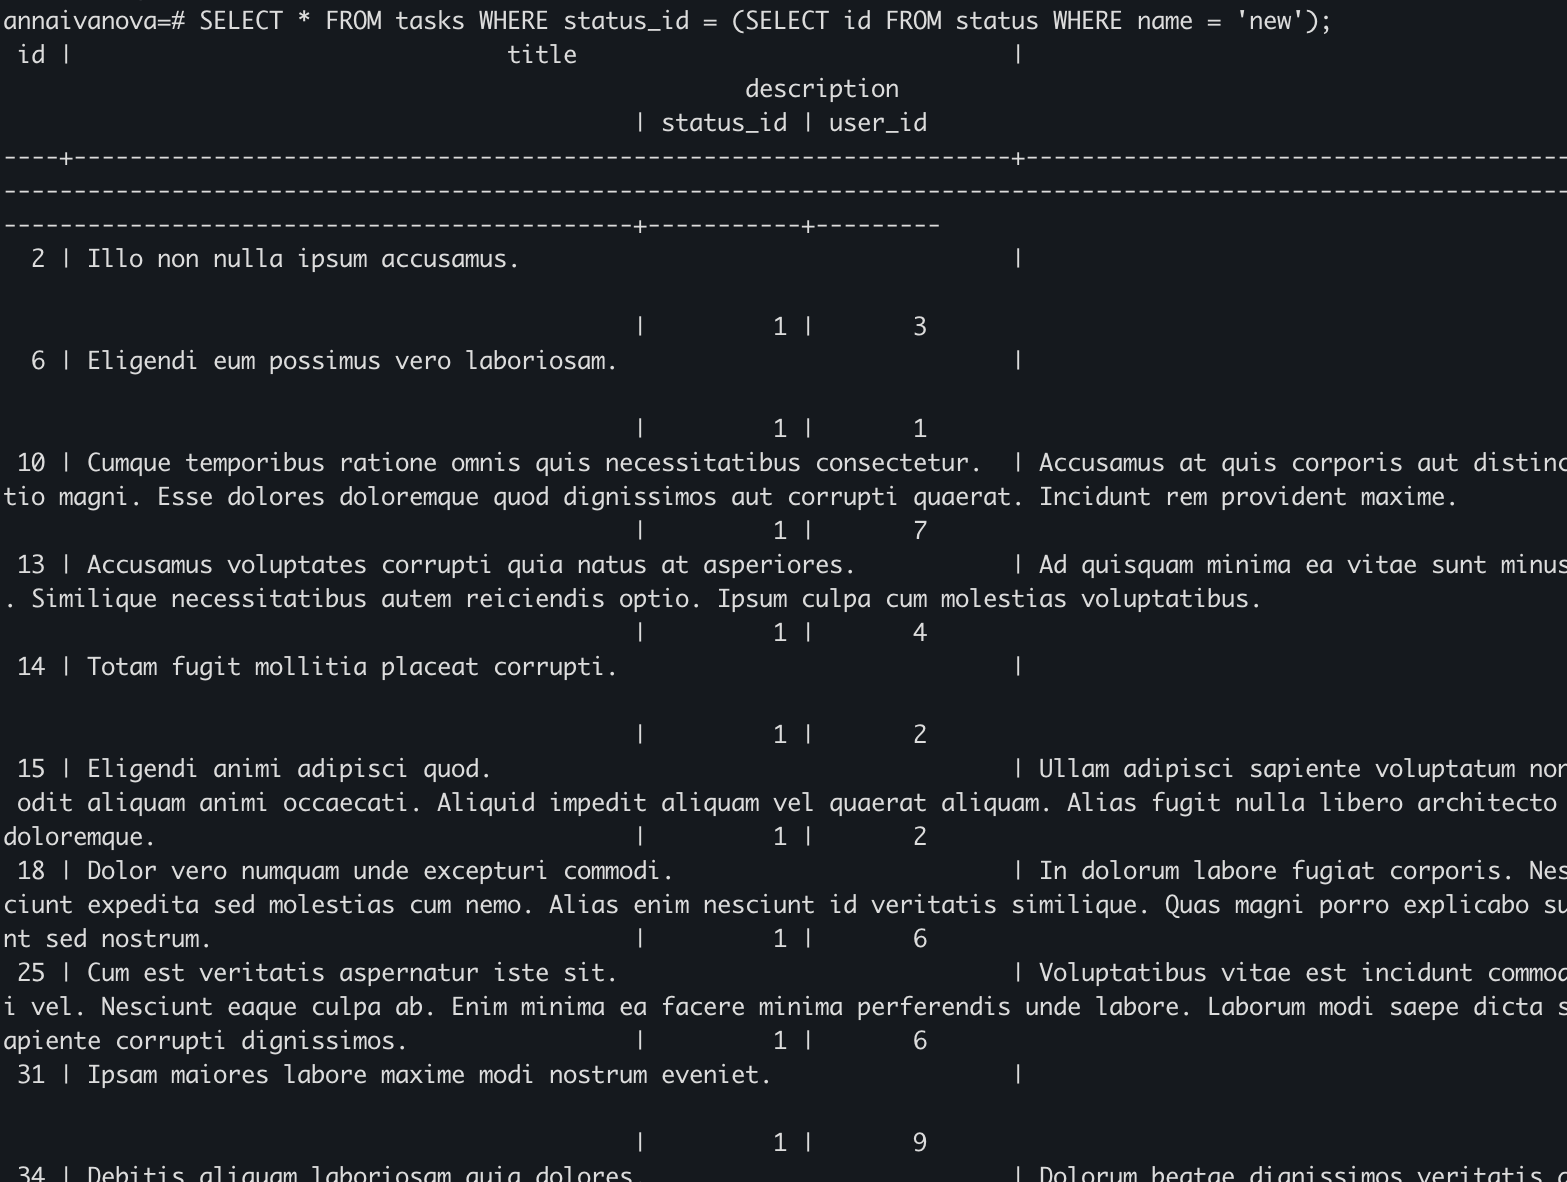 annaivanova=# SELECT * FROM tasks WHERE status_id = (SELECT id FROM status WHERE name = 'new');
 id |                               title                               |
                                                     description
                                             | status_id | user_id
----+-------------------------------------------------------------------+---------------------------------------
----------------------------------------------------------------------------------------------------------------
---------------------------------------------+-----------+---------
  2 | Illo non nulla ipsum accusamus.                                   |
                                             |         1 |       3
  6 | Eligendi eum possimus vero laboriosam.                            |
                                             |         1 |       1
 10 | Cumque temporibus ratione omnis quis necessitatibus consectetur.  | Accusamus at quis corporis aut distinc
tio magni. Esse dolores doloremque quod dignissimos aut corrupti quaerat. Incidunt rem provident maxime.
                                             |         1 |       7
 13 | Accusamus voluptates corrupti quia natus at asperiores.           | Ad quisquam minima ea vitae sunt minus
. Similique necessitatibus autem reiciendis optio. Ipsum culpa cum molestias voluptatibus.
                                             |         1 |       4
 14 | Totam fugit mollitia placeat corrupti.                            |
                                             |         1 |       2
 15 | Eligendi animi adipisci quod.                                     | Ullam adipisci sapiente voluptatum non
 odit aliquam animi occaecati. Aliquid impedit aliquam vel quaerat aliquam. Alias fugit nulla libero architecto
doloremque.                                  |         1 |       2
 18 | Dolor vero numquam unde excepturi commodi.                        | In dolorum labore fugiat corporis. Nes
ciunt expedita sed molestias cum nemo. Alias enim nesciunt id veritatis similique. Quas magni porro explicabo su
nt sed nostrum.                              |         1 |       6
 25 | Cum est veritatis aspernatur iste sit.                            | Voluptatibus vitae est incidunt commod
i vel. Nesciunt eaque culpa ab. Enim minima ea facere minima perferendis unde labore. Laborum modi saepe dicta s
apiente corrupti dignissimos.                |         1 |       6
 31 | Ipsam maiores labore maxime modi nostrum eveniet.                 |
                                             |         1 |       9
 34 | Debitis aliquam laboriosam quia dolores.                          | Dolorum beatae dignissimos veritatis